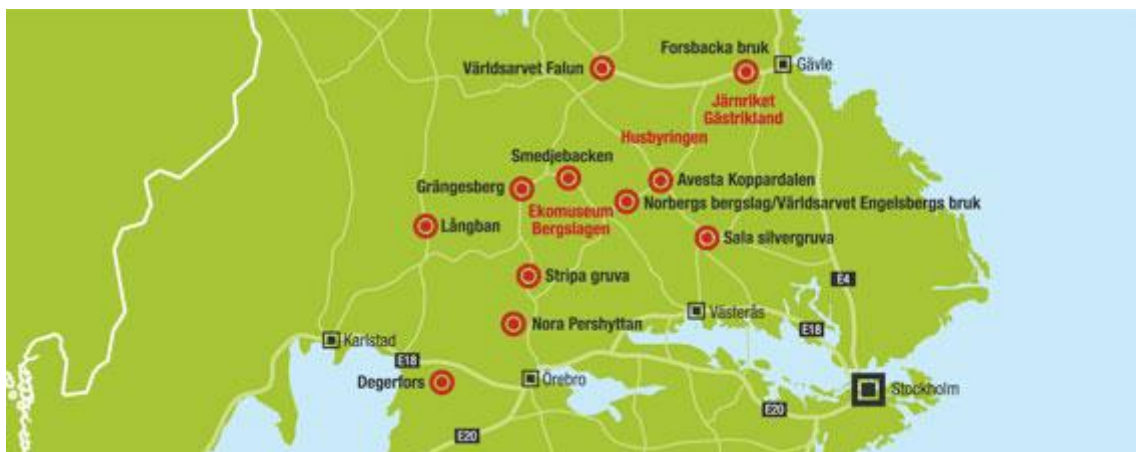 Forsbacka bruk
Gävle
Världsarvet Falun
Järnriket
Gästrikland
Husbyringen
Smedjebacken
Grängesberg
Avesta Koppardalen
Ekomuseum
Bergslagen
Norbergs bergslag/Världsarvet Engelsbergs bruk
Långban
Sala silvergruva
Stripa gruva
E4
Västerås
Nora Pershyttan
E18
Karlstad
E18
Degerfors
Örebro
Stockholm
E20
E20